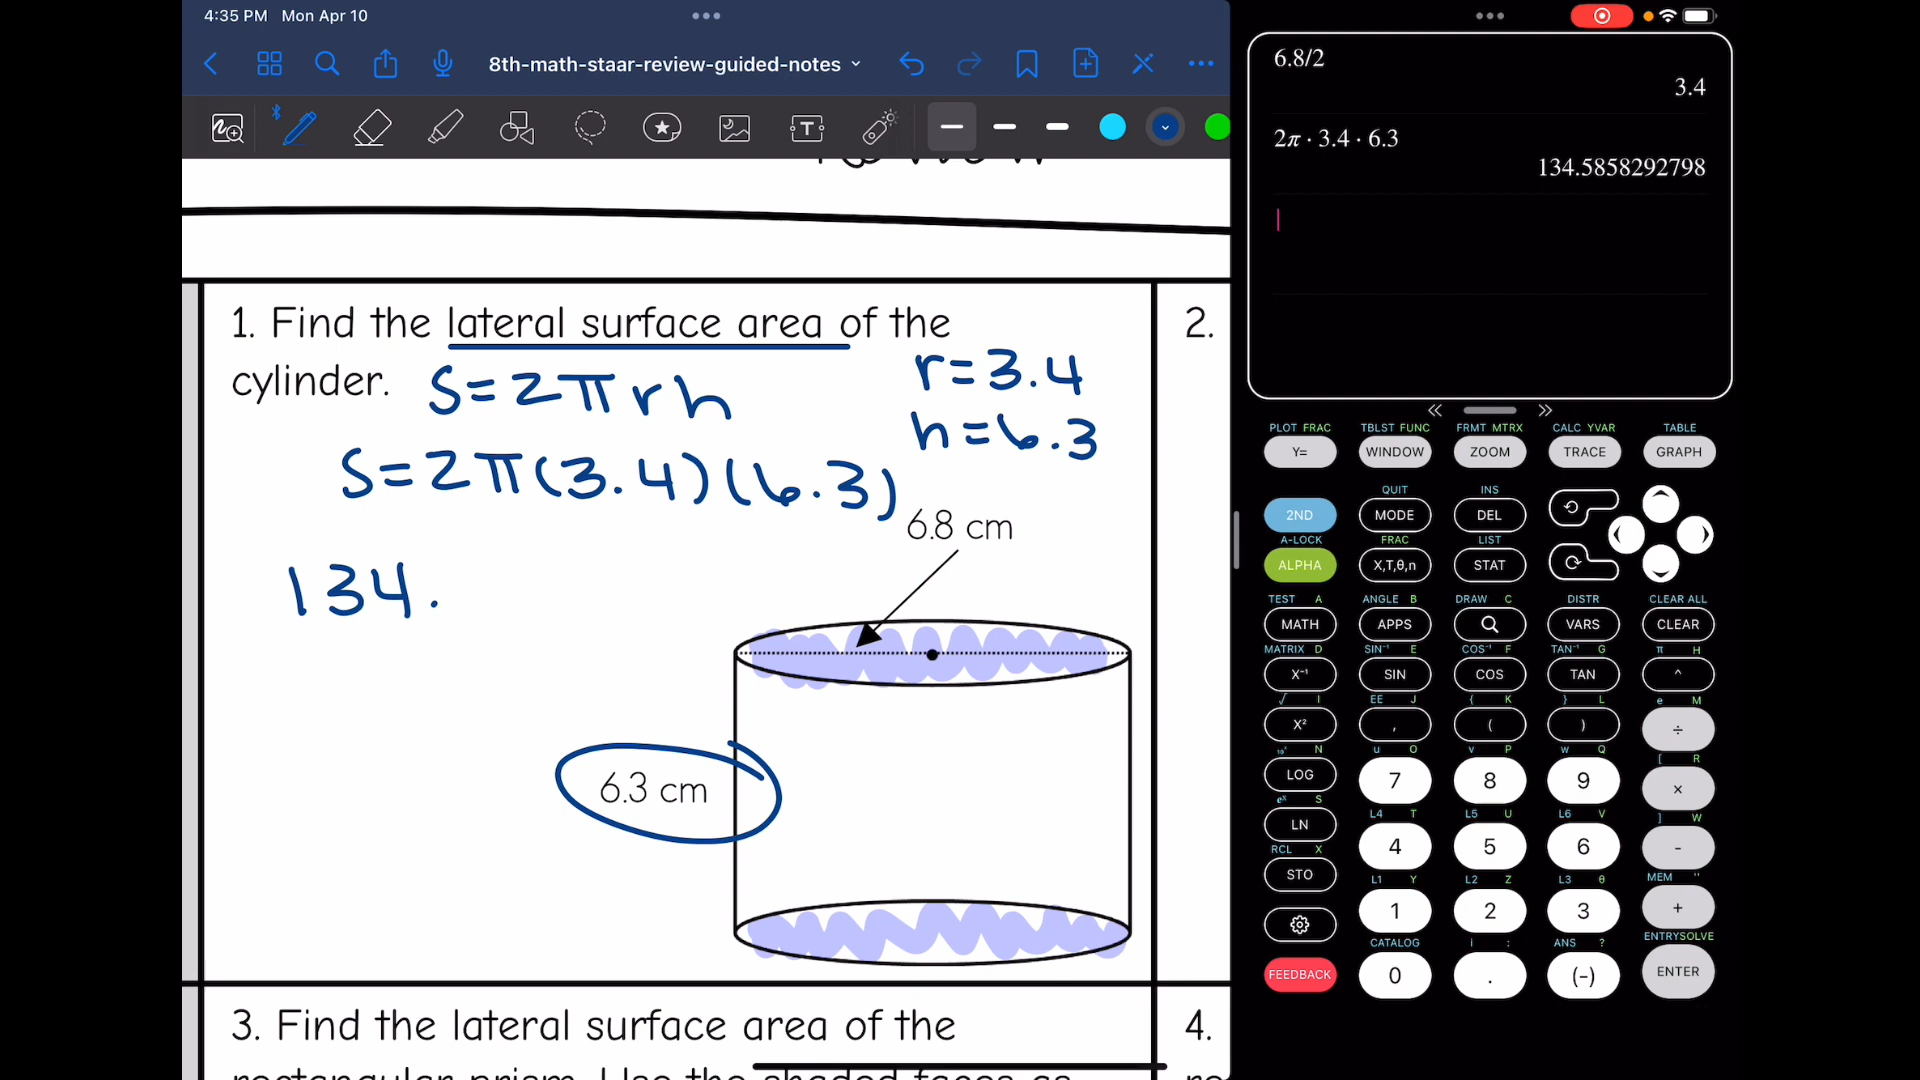 4:35 PM Mon Apr 10
8th-math-staar-review-guided-notes
T
1. Find the lateral surface area of the
cylinder.
S=2πrh
r=3.4
h=6.3
S=2π(3.4)(6.3)
6.8 cm
134.
6.3 cm
2.
3. Find the lateral surface area of the
4.
6.8/2
3.4
2π · 3.4 · 6.3
134.5858292798
PLOT FRAC TBLST FUNC FRMT MTRX CALC YVAR TABLE
Y= WINDOW ZOOM TRACE GRAPH
QUIT INS
2ND MODE DEL
A-LOCK FRAC LIST
ALPHA X,T,θ,n STAT
TEST A ANGLE B DRAW C DISTR CLEAR ALL
MATH APPS VARS CLEAR
MATRIX D SIN⁻¹ E COS⁻¹ F TAN⁻¹ G π H
X⁻¹ SIN COS TAN ^
√ I EE J { K } L e M
X² , ( ) ÷
10ˣ N u O v P w Q [ R
LOG 7 8 9 ×
eˣ S L4 T L5 U L6 V ] W
LN 4 5 6 -
RCL X L1 Y L2 Z L3 θ MEM "
STO 1 2 3 +
CATALOG i : ANS ? ENTRY SOLVE
FEEDBACK 0 . (-) ENTER